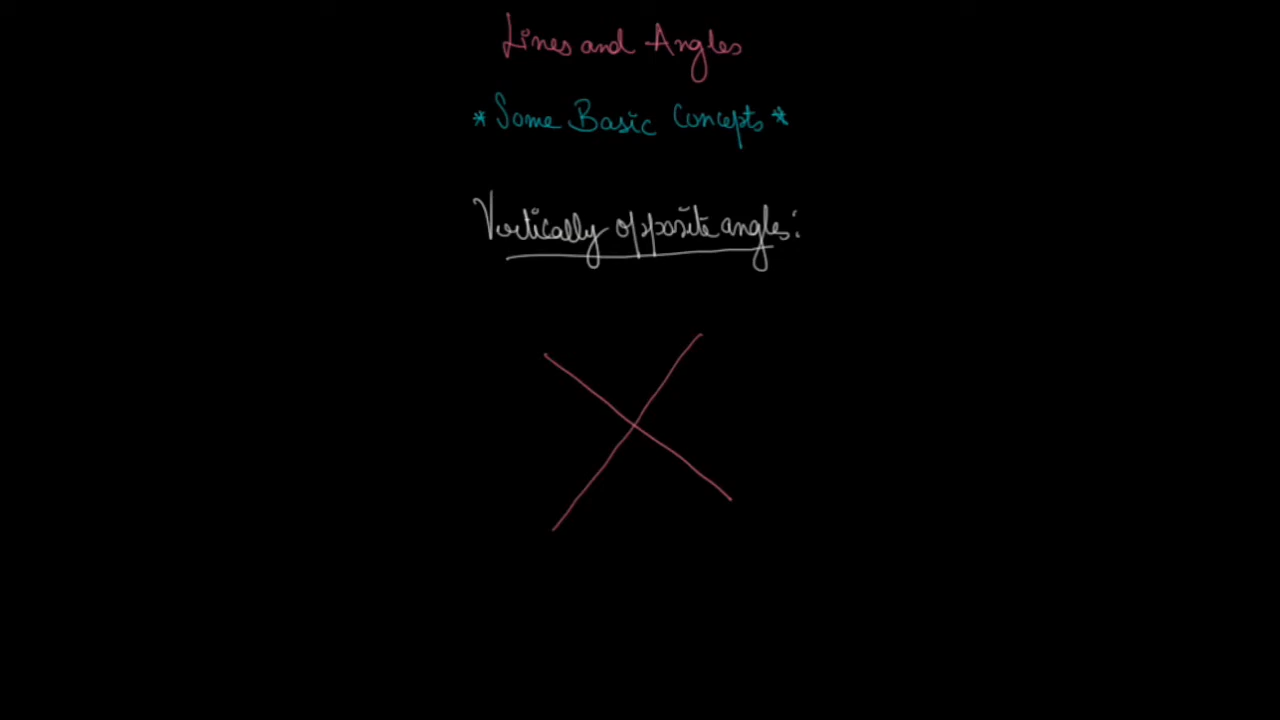 Lines and Angles
*Some Basic Concepts*
Vertically opposite angles: